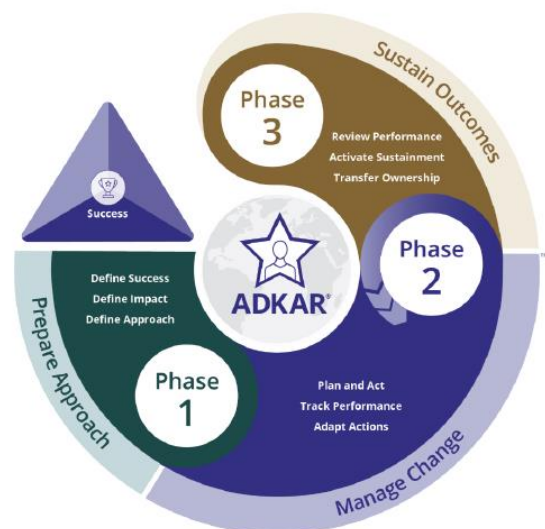 Success
Prepare Approach
Define Success
Define Impact
Define Approach
Phase
1
ADKAR®
Phase
2
Plan and Act
Track Performance
Adapt Actions
Manage Change
Phase
3
Review Performance
Activate Sustainment
Transfer Ownership
Sustain Outcomes